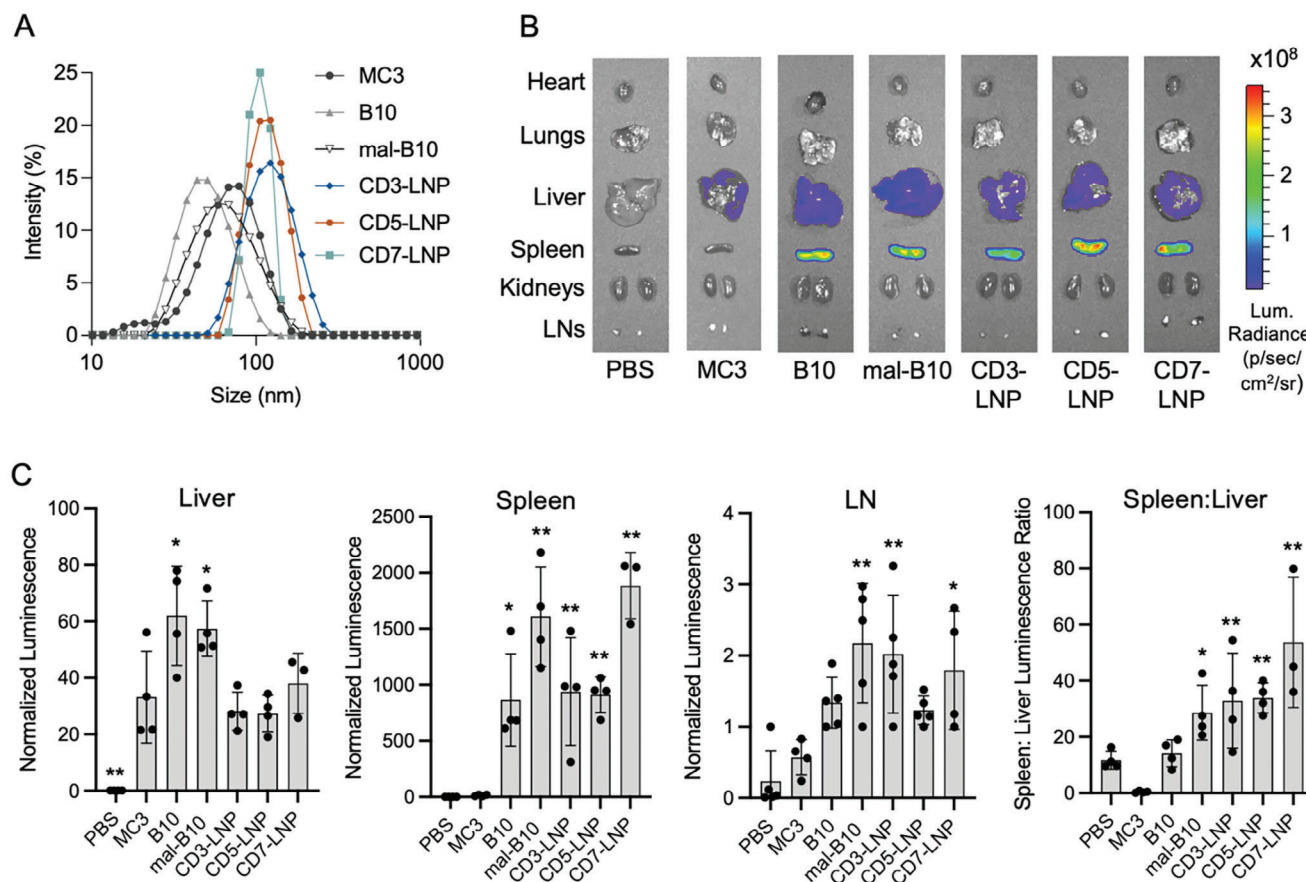 A
25
20
15
10
5
0
Intensity (%)
10
100
1000
Size (nm)
MC3
B10
mal-B10
CD3-LNP
CD5-LNP
CD7-LNP
B
Heart
Lungs
Liver
Spleen
Kidneys
LNs
PBS
MC3
B10
mal-B10
CD3-
LNP
CD5-
LNP
CD7-
LNP
x10⁸
3
2
1
Lum.
Radiance
(p/sec/
cm²/sr)
C
Liver
Normalized Luminescence
100
80
60
40
20
0
**
*
*
PBS
MC3
B10
mal-B10
CD3-LNP
CD5-LNP
CD7-LNP
Spleen
Normalized Luminescence
2500
2000
1500
1000
500
0
*
**
**
**
**
PBS
MC3
B10
mal-B10
CD3-LNP
CD5-LNP
CD7-LNP
LN
Normalized Luminescence
4
3
2
1
0
**
**
*
PBS
MC3
B10
mal-B10
CD3-LNP
CD5-LNP
CD7-LNP
Spleen:Liver
Spleen: Liver Luminescence Ratio
100
80
60
40
20
0
*
**
**
**
PBS
MC3
B10
mal-B10
CD3-LNP
CD5-LNP
CD7-LNP